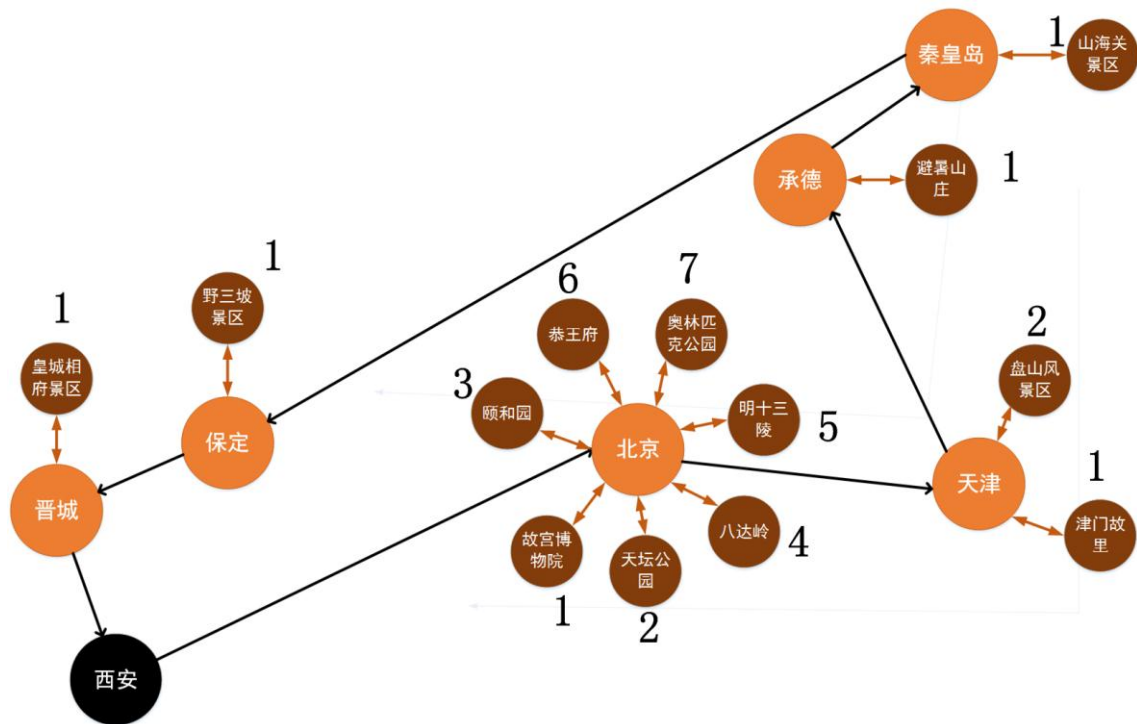 秦皇岛
1
山海关
景区
承德
避暑山
庄
1
1
野三坡
景区
1
皇城相
府景区
6
恭王府
7
奥林匹
克公园
2
盘山风
景区
3
颐和园
明十三
陵
5
保定
北京
天津
晋城
1
津门故
里
故宫博
物院
1
天坛公
园
2
八达岭
4
西安